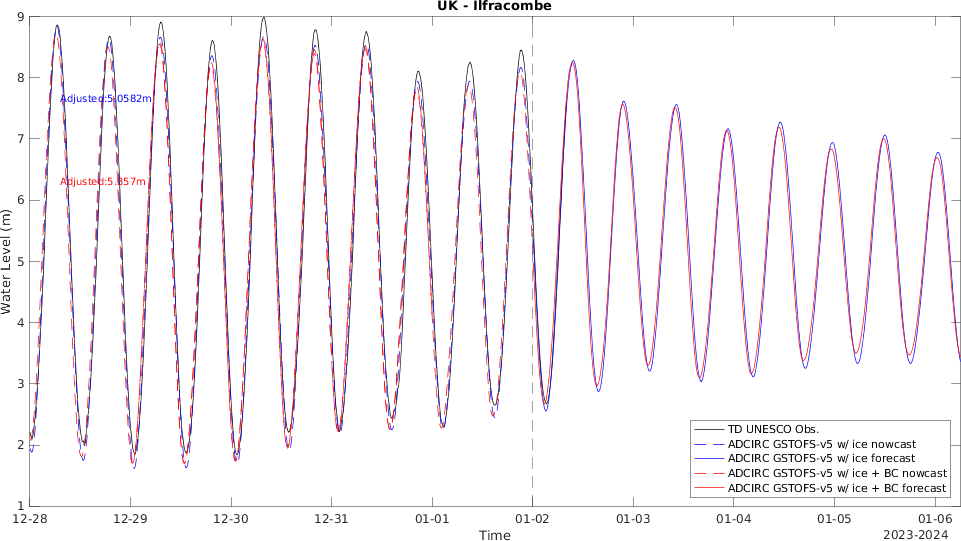 UK - Ilfracombe
9
8
7
6
5
4
3
2
1
Water Level (m)
Adjusted:5.0582m
Adjusted:5.357m
TD UNESCO Obs.
ADCIRC GSTOFS-v5 w/ ice nowcast
ADCIRC GSTOFS-v5 w/ ice forecast
ADCIRC GSTOFS-v5 w/ ice + BC nowcast
ADCIRC GSTOFS-v5 w/ ice + BC forecast
12-28 12-29 12-30 12-31 01-01 01-02 01-03 01-04 01-05 01-06
Time
2023-2024